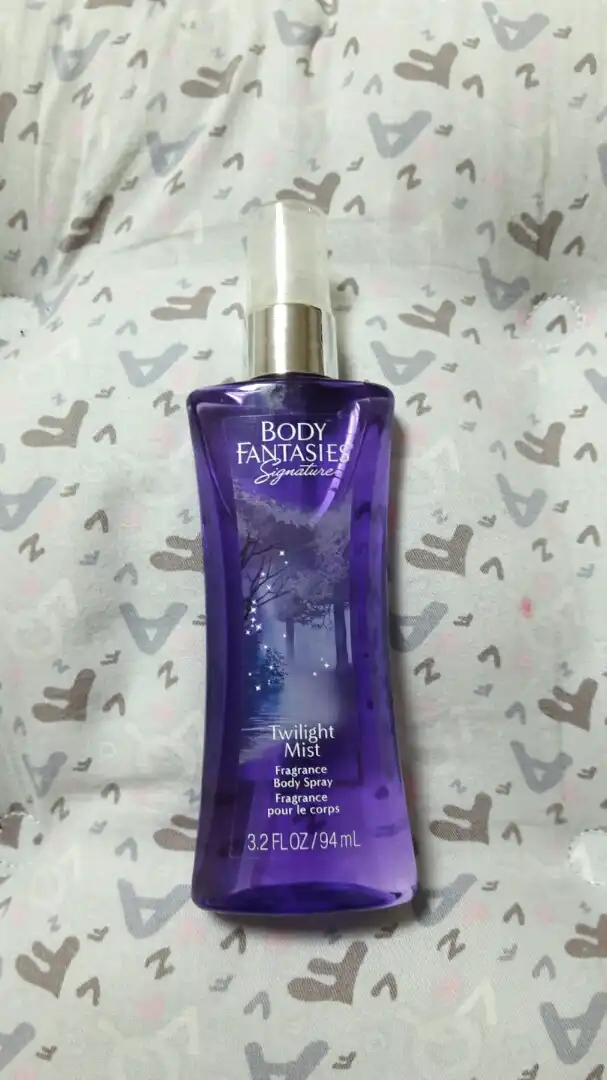 BODY
FANTASIES
Signature
Twilight
Mist
Fragrance
Body Spray
Fragrance
pour le corps
3.2 FL OZ/94 mL